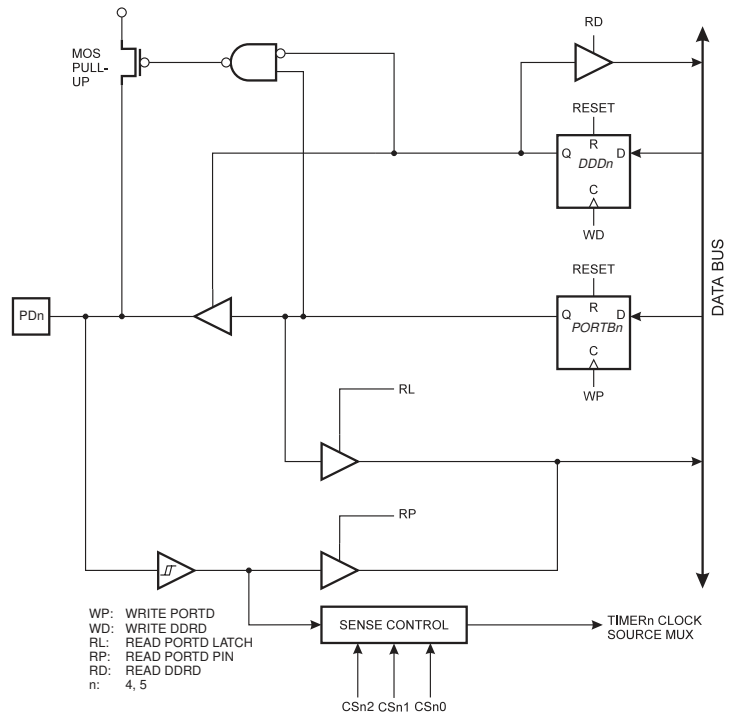 RD
MOS
PULL-
UP
RESET
R
Q
D
DDDn
C
WD
DATA BUS
RESET
PDn
R
Q
D
PORTBn
C
WP
RL
RP
WP: WRITE PORTD
WD: WRITE DDRD
RL: READ PORTD LATCH
RP: READ PORTD PIN
RD: READ DDRD
n: 4, 5
SENSE CONTROL
TIMERn CLOCK
SOURCE MUX
CSn2 CSn1 CSn0